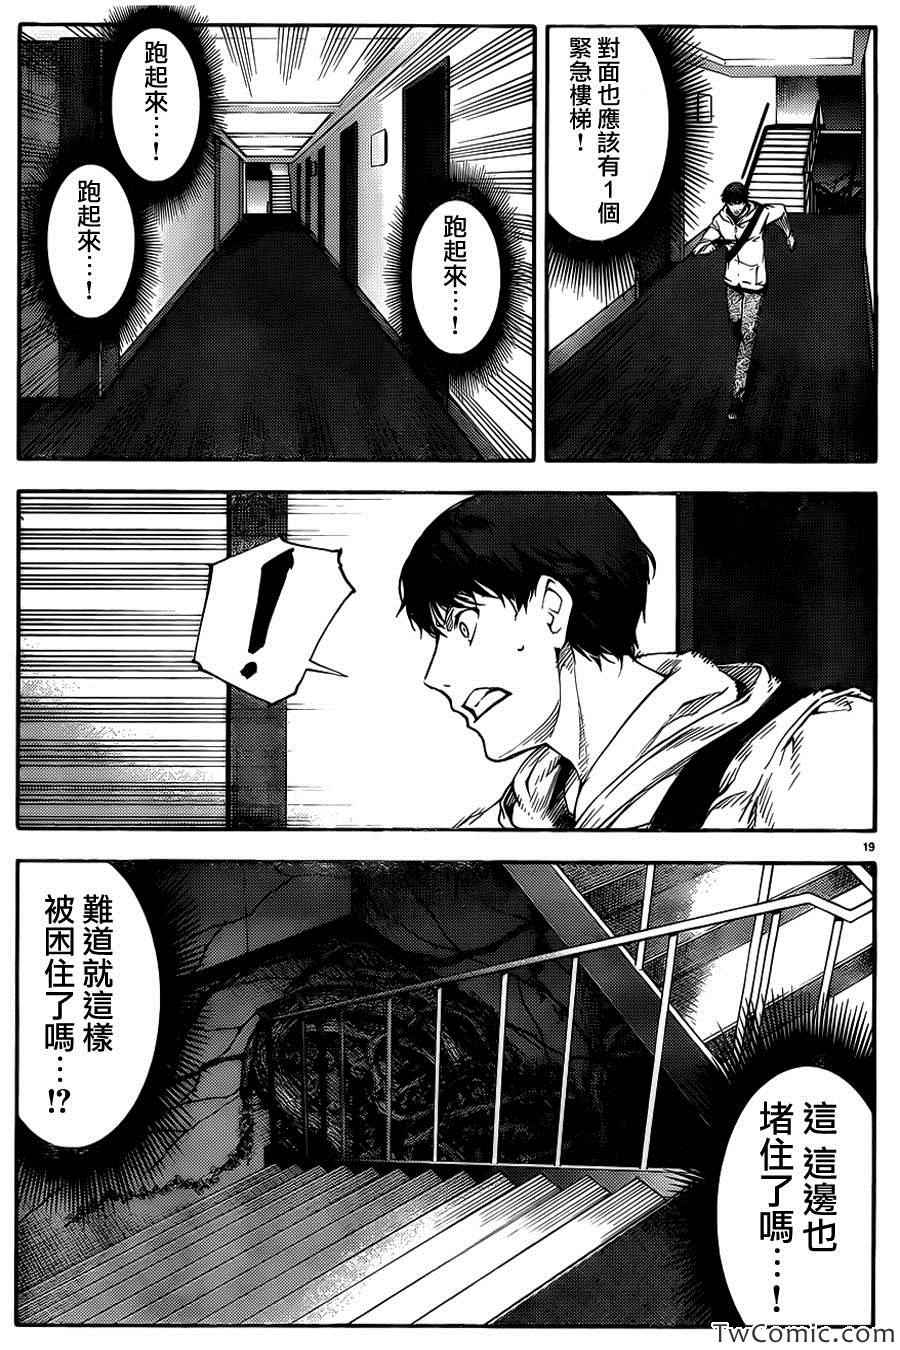 對面也應該有1個
緊急樓梯！
跑起來…！
跑起來…！
跑起來…！
！
19
這 這邊也
堵住了嗎…！
難道就這樣
被困住了嗎…!?
TwComic.com/